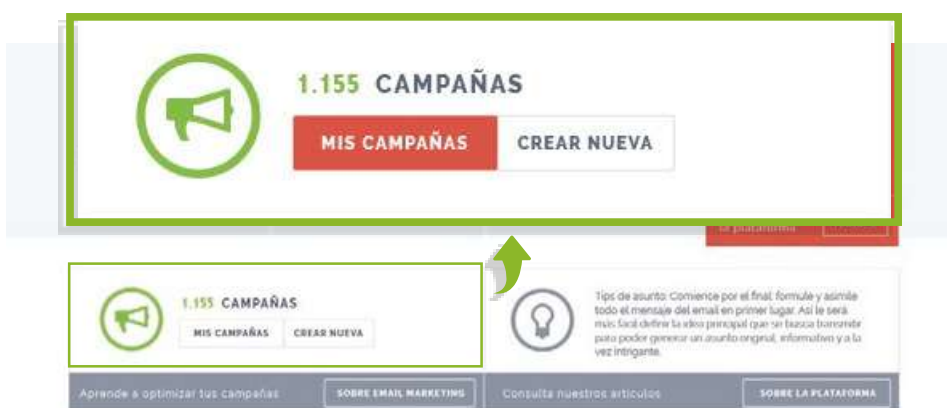 1.155 CAMPAÑAS
MIS CAMPAÑAS CREAR NUEVA
la plataforma
1.155 CAMPAÑAS
MIS CAMPAÑAS CREAR NUEVA
Tips de asunto: Comience por el final: formule y asimile
todo el mensaje del email en primer lugar. Así le será
más fácil definir la idea principal que se busca transmitir
para poder generar un asunto original, informativo y a la
vez intrigante.
Aprende a optimizar tus campañas SOBRE EMAIL MARKETING
Consulta nuestros artículos SOBRE LA PLATAFORMA